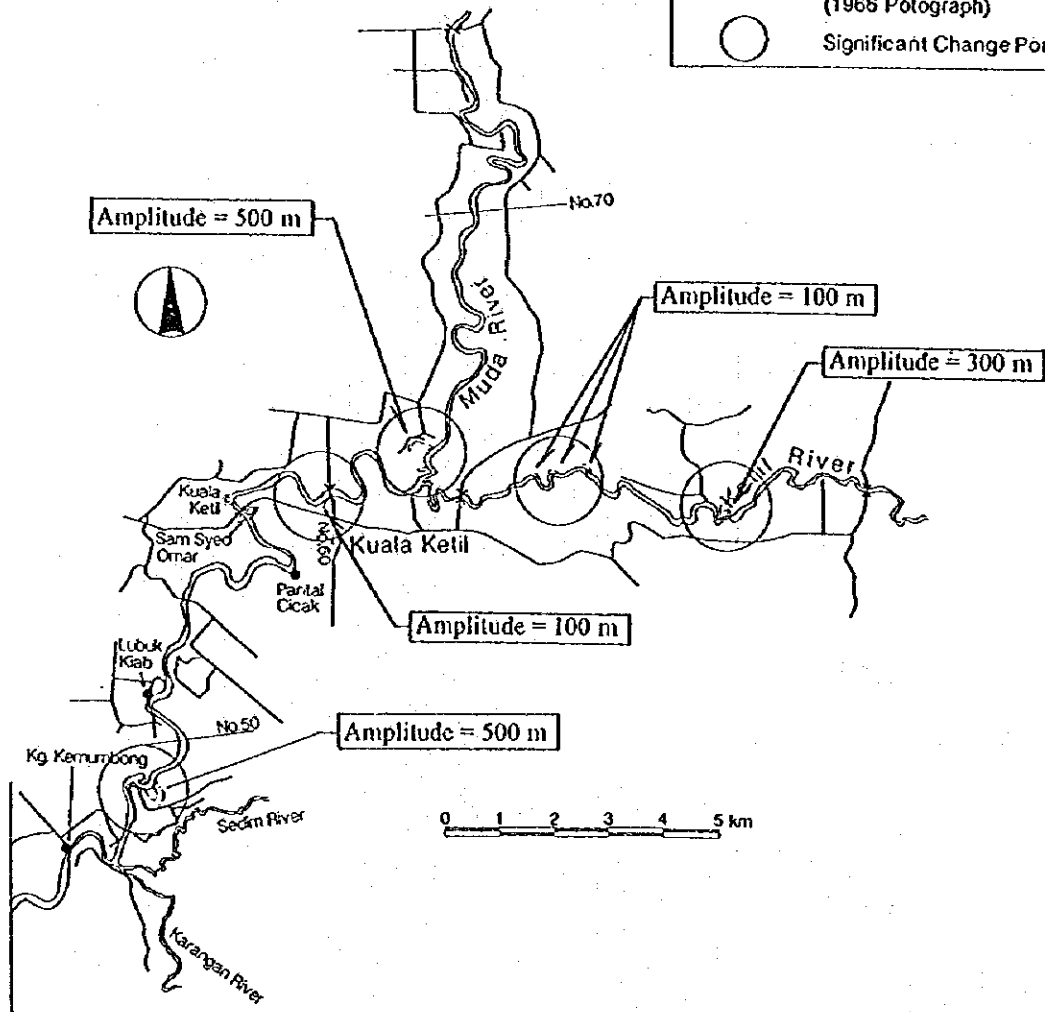 (1966 Potograph)
Significant Change
No.70
Amplitude = 500 m
Amplitude = 100 m
Muda River
Amplitude = 300 m
River
Kuala
Ketil
No.60
Sam Syed
Omar
Kuala Ketil
Pantai
Cicak
Amplitude = 100 m
Lubuk
Kiab
No.50
Amplitude = 500 m
Kg. Kemumbong
Sedim River
0 1 2 3 4 5 km
Karangan River